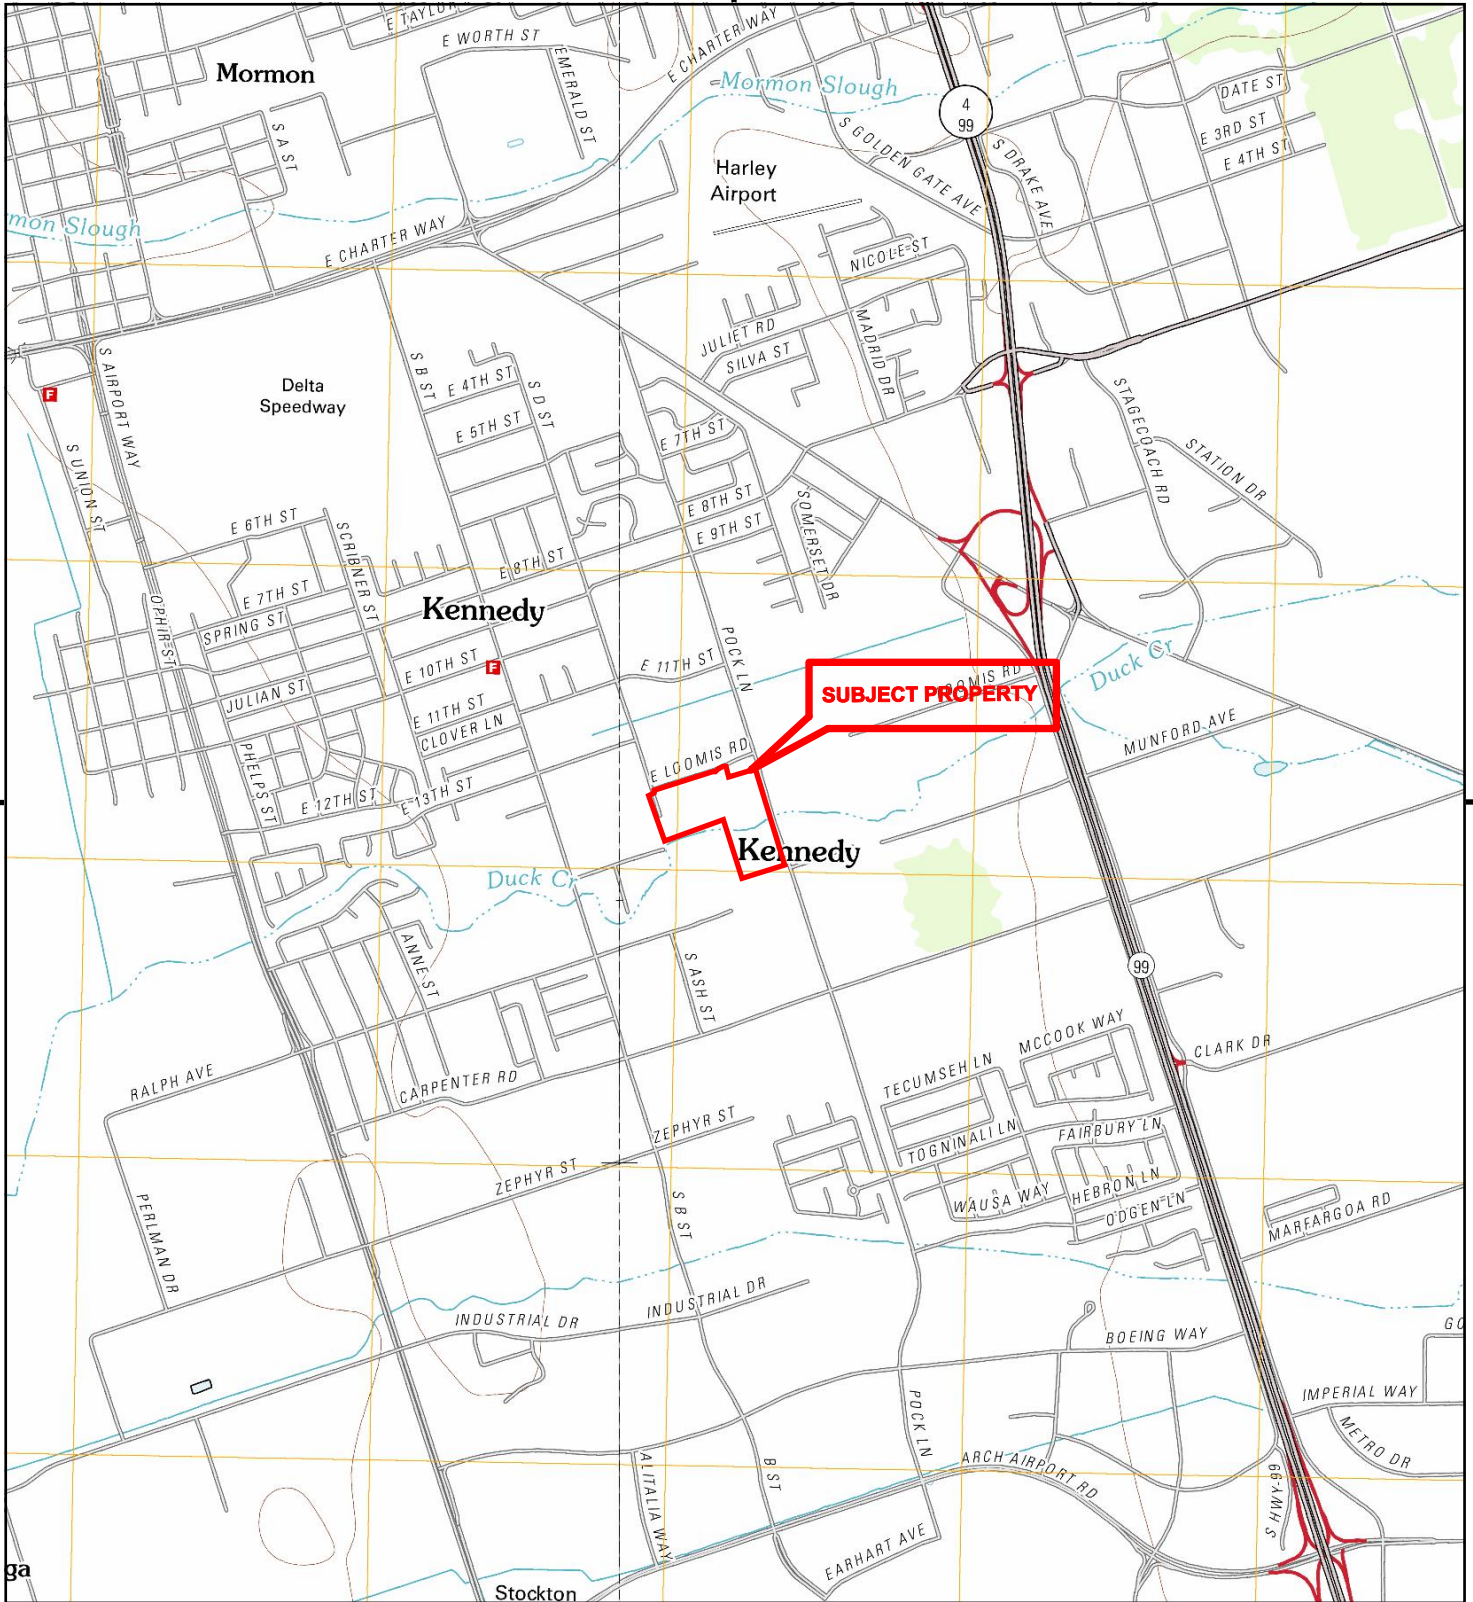 E TAYLOR
E WORTH ST
E CHARTER WAY
Mormon
EMERALD ST
Mormon Slough
4
99
DATE ST
E 3RD ST
E 4TH ST
S A ST
S GOLDEN GATE AVE
S DRAKE AVE
Harley
Airport
mon Slough
E CHARTER WAY
NICOLE ST
JULIET RD
SILVA ST
MADRID DR
S AIRPORT WAY
S B ST
E 4TH ST
S D ST
Delta
Speedway
F
E 5TH ST
E 7TH ST
STAGECOACH RD
STATION DR
S UNION ST
E 6TH ST
SCRIBNER ST
E 8TH ST
E 9TH ST
SOMERSET DR
E 8TH ST
E 7TH ST
SPRING ST
OPHIR ST
Kennedy
POCK LN
E 10TH ST
F
E 11TH ST
JULIAN ST
E 11TH ST
CLOVER LN
SUBJECT PROPERTY
OOMIS RD
Duck Cr
MUNFORD AVE
PHELPS ST
E LOOMIS RD
E 12TH ST
E 13TH ST
Kennedy
Duck Cr
ANNE ST
S ASH ST
99
RALPH AVE
CARPENTER RD
TECUMSEH LN
MCCOOK WAY
CLARK DR
ZEPHYR ST
TOGNINALI LN
FAIRBURY LN
ZEPHYR ST
WAUSA WAY
HEBRON LN
ODGEN LN
MARFARGOA RD
PERLMAN DR
S B ST
INDUSTRIAL DR
INDUSTRIAL DR
BOEING WAY
GO
IMPERIAL WAY
METRO DR
POCK LN
ARCH AIRPORT RD
ALITALIA WAY
B ST
S HWY-99
EARHART AVE
ga
Stockton